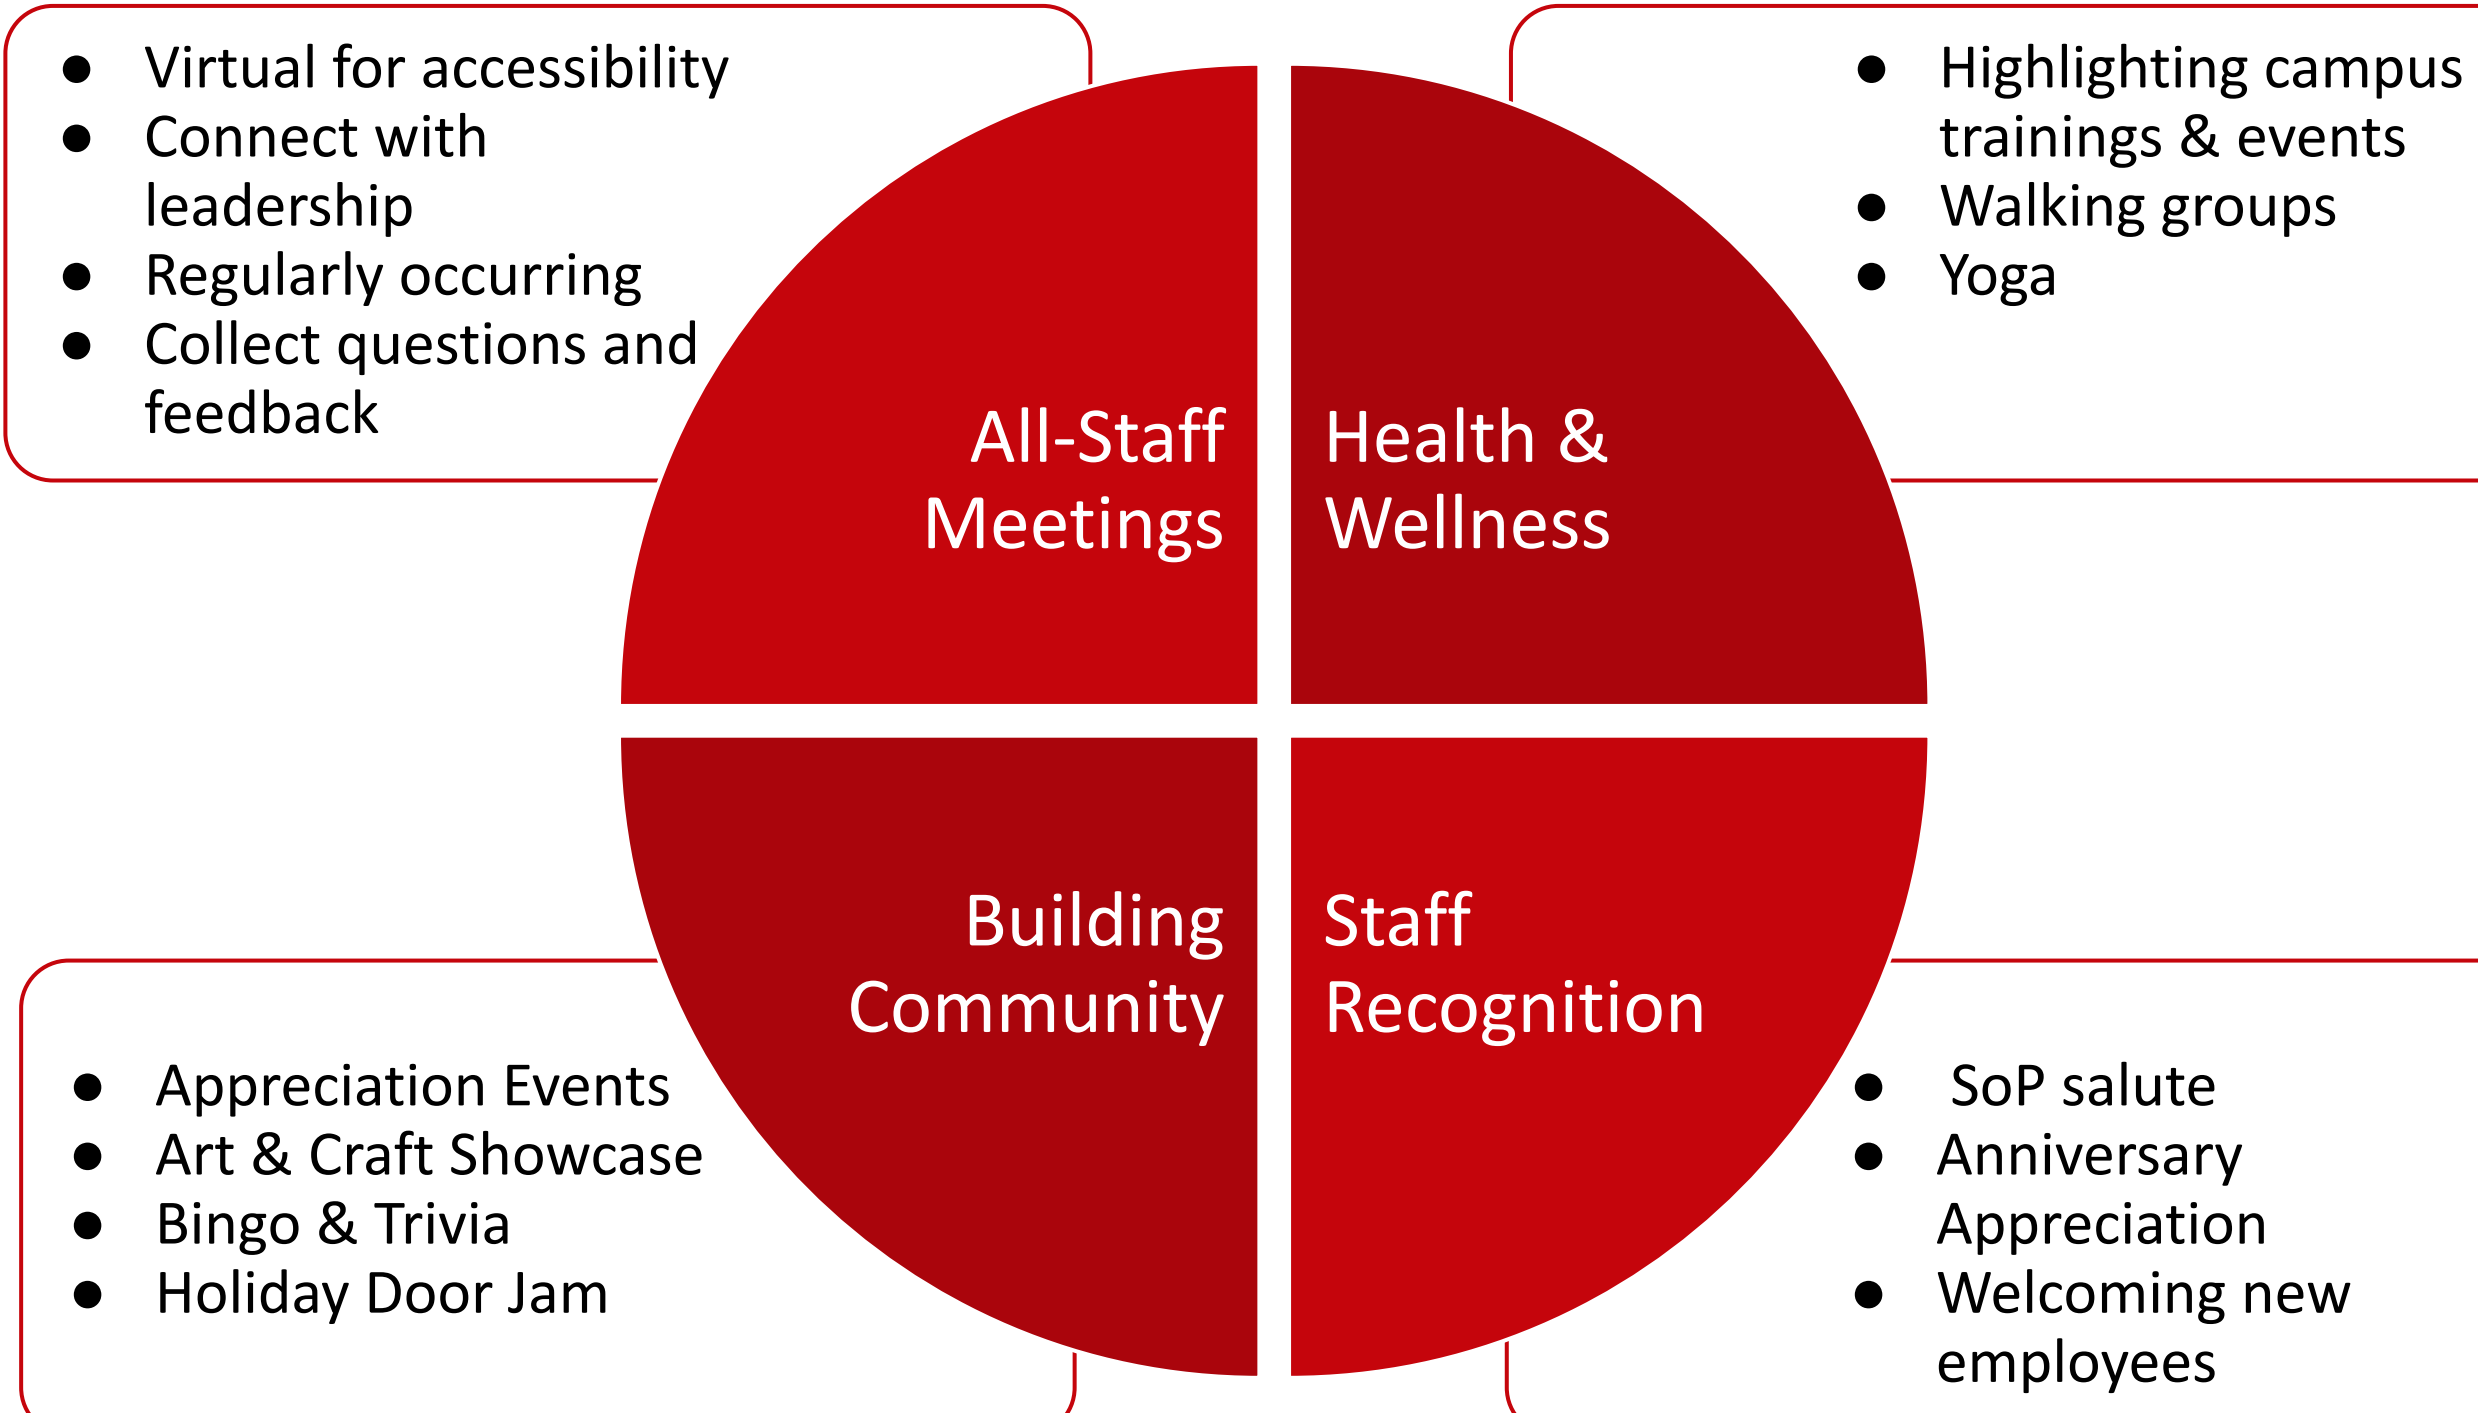 ● Virtual for accessibility
● Connect with
leadership
● Regularly occurring
● Collect questions and
feedback
All-Staff
Meetings
● Highlighting campus
trainings & events
● Walking groups
● Yoga
Health &
Wellness
Building
Community
● Appreciation Events
● Art & Craft Showcase
● Bingo & Trivia
● Holiday Door Jam
Staff
Recognition
● SoP salute
● Anniversary
Appreciation
● Welcoming new
employees